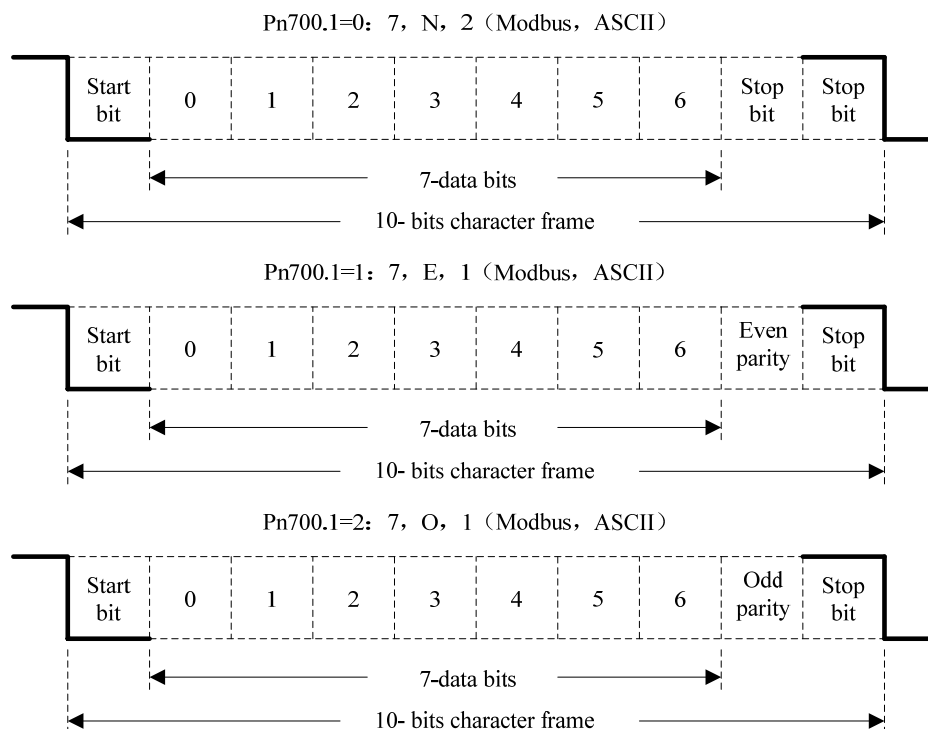 Pn700.1=0：7，N，2（Modbus，ASCII）
Start bit 0 1 2 3 4 5 6 Stop bit Stop bit
7-data bits
10- bits character frame
Pn700.1=1：7，E，1（Modbus，ASCII）
Start bit 0 1 2 3 4 5 6 Even parity Stop bit
7-data bits
10- bits character frame
Pn700.1=2：7，O，1（Modbus，ASCII）
Start bit 0 1 2 3 4 5 6 Odd parity Stop bit
7-data bits
10- bits character frame